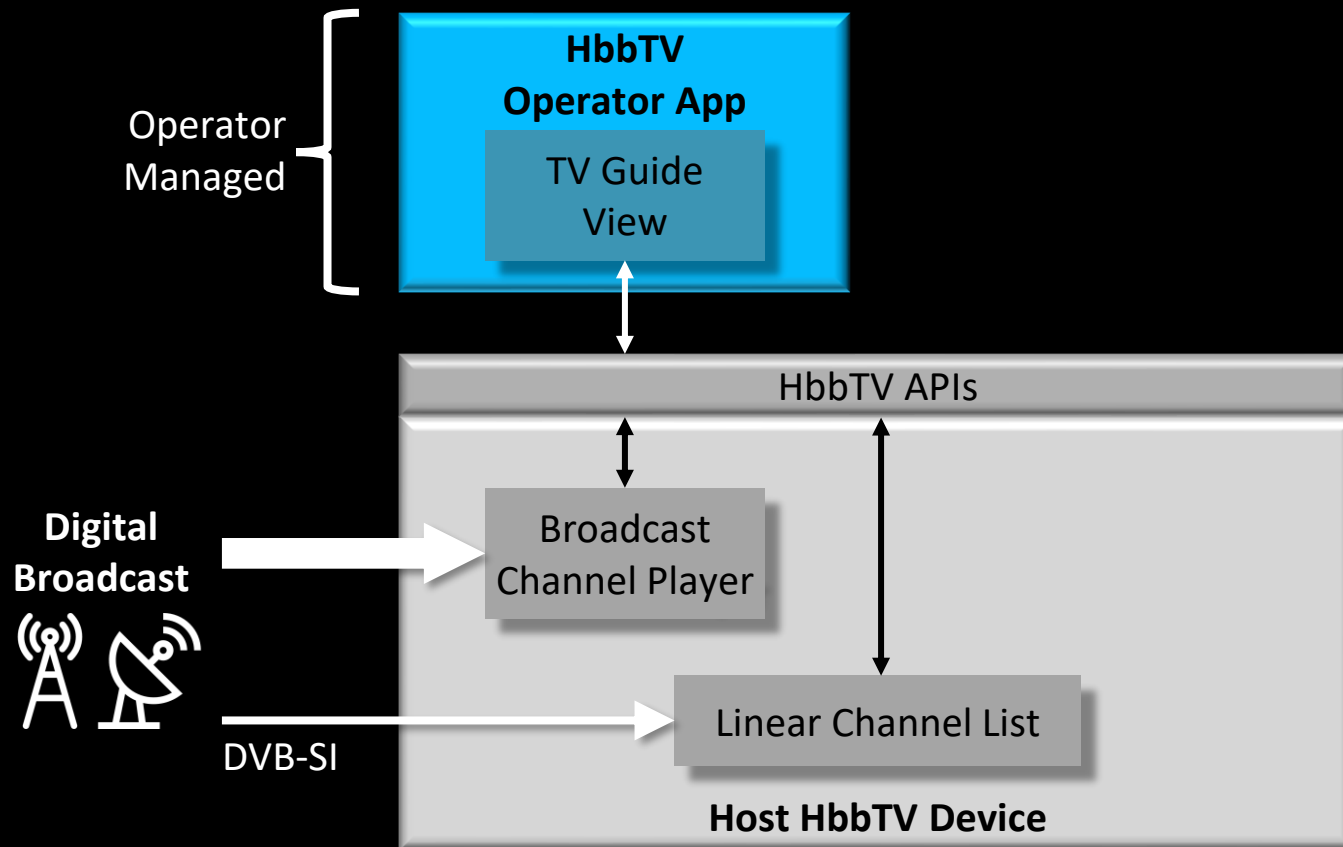 HbbTV
Operator App
Operator
Managed
TV Guide
View
HbbTV APIs
Digital
Broadcast
Broadcast
Channel Player
DVB-SI
Linear Channel List
Host HbbTV Device